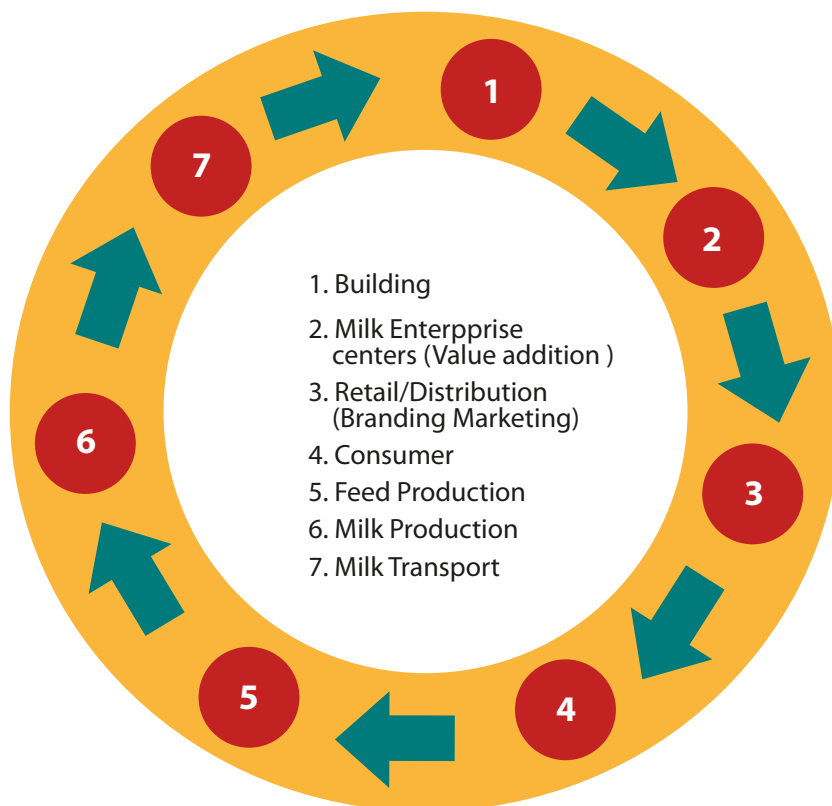 1
2
3
4
5
6
7
1. Building
2. Milk Enterpprise
centers (Value addition )
3. Retail/Distribution
(Branding Marketing)
4. Consumer
5. Feed Production
6. Milk Production
7. Milk Transport